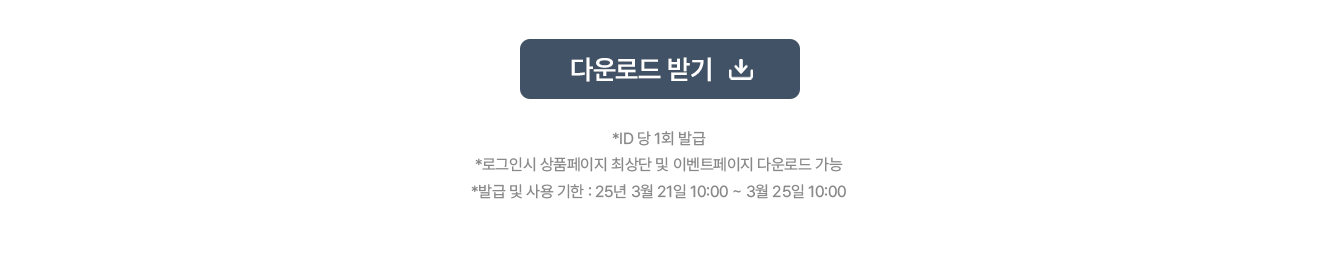 다운로드 받기
*ID 당 1회 발급
*로그인시 상품페이지 최상단 및 이벤트페이지 다운로드 가능
*발급 및 사용 기한 : 25년 3월 21일 10:00 ~ 3월 25일 10:00